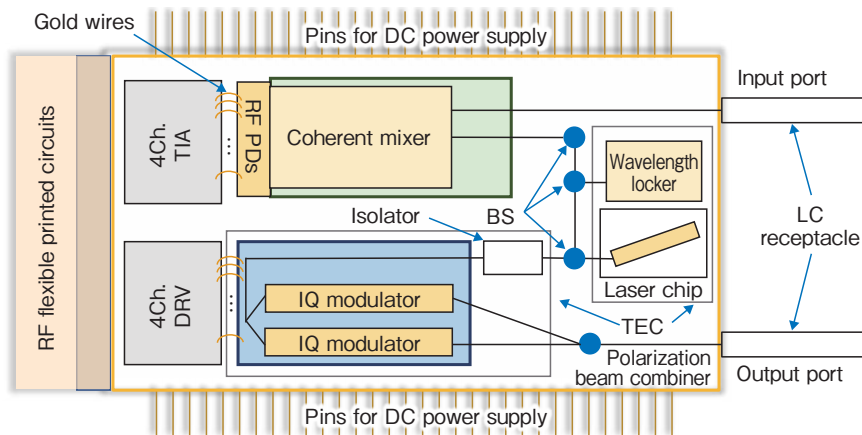 Pins for DC power supply
Gold wires
RF flexible printed circuits
4Ch.
TIA
...
RF PDs
Coherent mixer
Input port
Wavelength
locker
Isolator
BS
LC
receptacle
Laser chip
4Ch.
DRV
...
IQ modulator
IQ modulator
TEC
Polarization
beam combiner
Output port
Pins for DC power supply